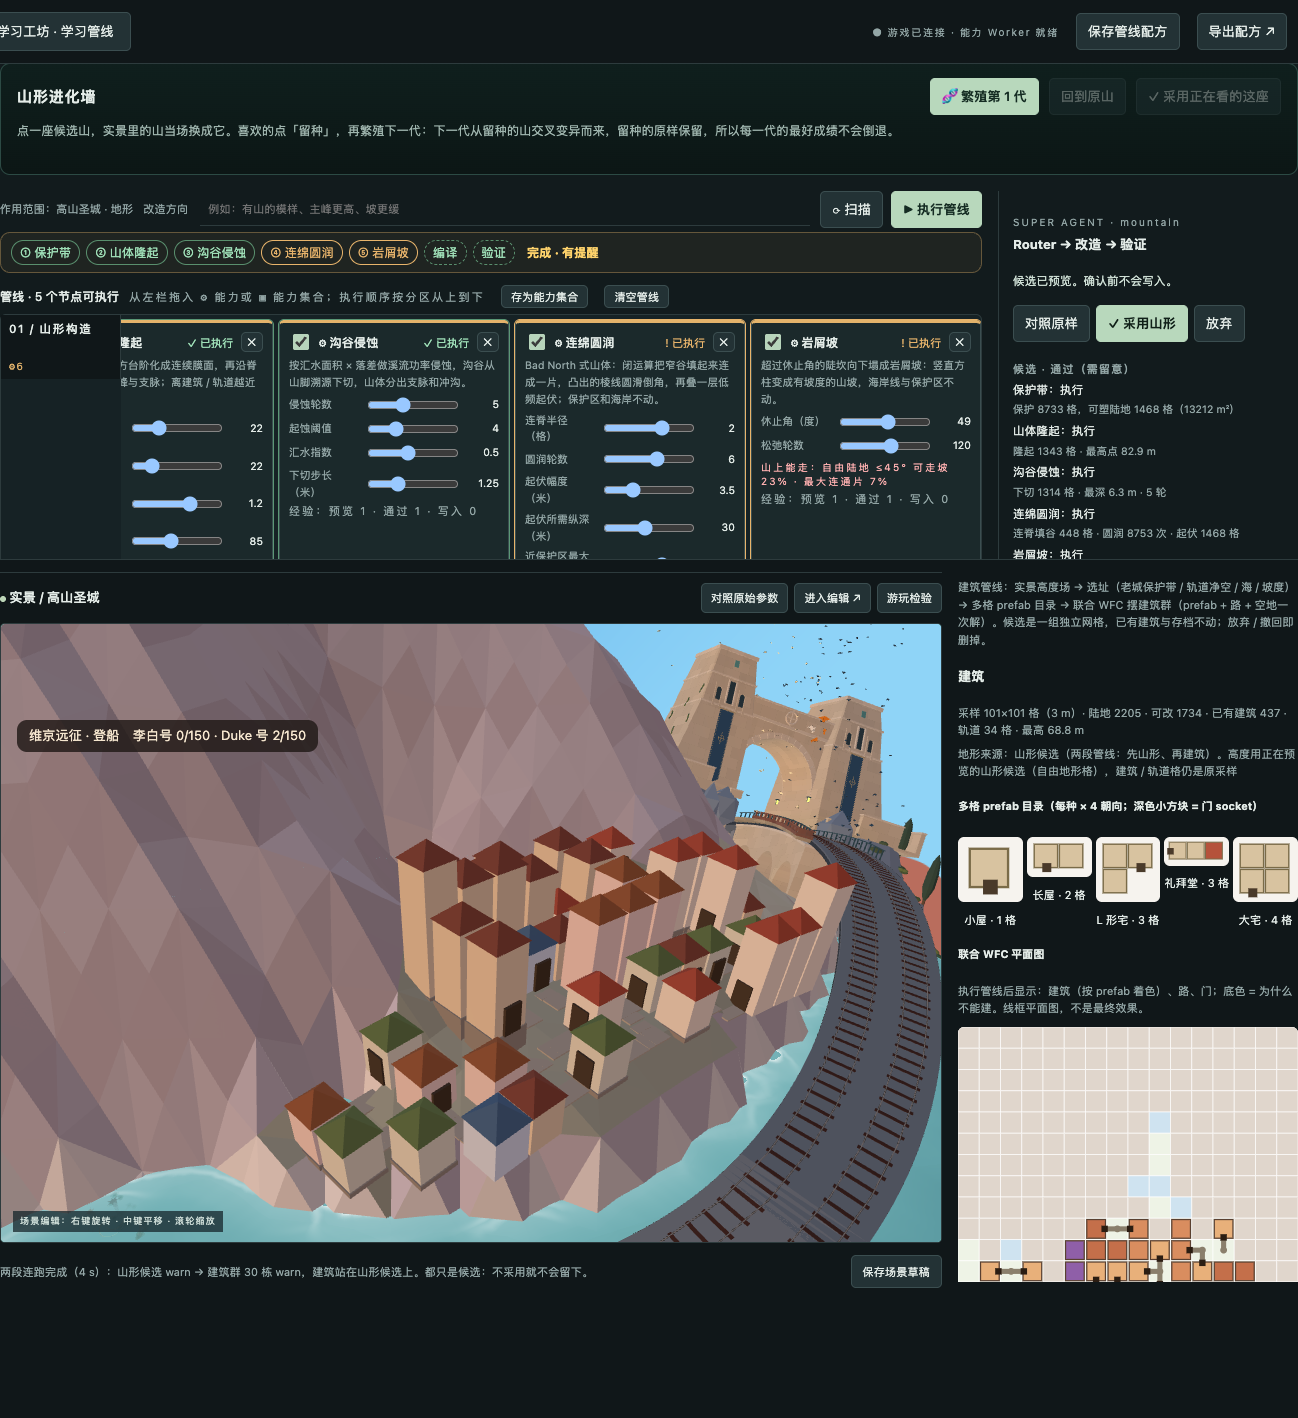 学习工坊 · 学习管线
游戏已连接 · 能力 Worker 就绪
保存管线配方
导出配方 ↗
山形进化墙
🧬 繁殖第 1 代
回到原山
✓ 采用正在看的这座
点一座候选山，实景里的山当场换成它。喜欢的点「留种」，再繁殖下一代：下一代从留种的山交叉变异而来，留种的原样保留，所以每一代的最好成绩不会倒退。
作用范围：高山圣城 · 地形
改造方向
例如：有山的模样、主峰更高、坡更缓
⟳ 扫描
▶ 执行管线
① 保护带
② 山体隆起
③ 沟谷侵蚀
④ 连绵圆润
⑤ 岩屑坡
编译
验证
完成 · 有提醒
管线 · 5 个节点可执行
从左栏拖入 ⚙ 能力或 ▣ 能力集合；执行顺序按分区从上到下
存为能力集合
清空管线
01 / 山形构造
⚙6
隆起
✓ 已执行
✕
方台阶化成连续膜面，再沿脊
与支脉；离建筑 / 轨道越近
22
22
1.2
85
⚙ 沟谷侵蚀
✓ 已执行
✕
按汇水面积 × 落差做溪流功率侵蚀，沟谷从
山脚溯源下切，山体分出支脉和冲沟。
侵蚀轮数
5
起蚀阈值
4
汇水指数
0.5
下切步长
（米）
1.25
经验：预览 1 · 通过 1 · 写入 0
⚙ 连绵圆润
! 已执行
✕
Bad North 式山体：闭运算把窄谷填起来连
成一片，凸出的棱线圆滑倒角，再叠一层低
频起伏；保护区和海岸不动。
连脊半径
（格）
2
圆润轮数
6
起伏幅度
（米）
3.5
起伏所需纵深
（米）
30
近保护区最大
⚙ 岩屑坡
! 已执行
✕
超过休止角的陡坎向下塌成岩屑坡：竖直方
柱变成有坡度的山坡，海岸线与保护区不
动。
休止角（度）
49
松弛轮数
120
山上能走：自由陆地 ≤45° 可走坡
23% · 最大连通片 7%
经验：预览 1 · 通过 1 · 写入 0
SUPER AGENT · mountain
Router → 改造 → 验证
候选已预览。确认前不会写入。
对照原样
✓ 采用山形
放弃
候选 · 通过（需留意）
保护带：执行
保护 8733 格，可塑陆地 1468 格（13212 m²）
山体隆起：执行
隆起 1343 格 · 最高点 82.9 m
沟谷侵蚀：执行
下切 1314 格 · 最深 6.3 m · 5 轮
连绵圆润：执行
连脊填谷 448 格 · 圆润 8753 次 · 起伏 1468 格
岩屑坡：执行
实景 / 高山圣城
对照原始参数
进入编辑 ↗
游玩检验
维京远征 · 登船 李白号 0/150 · Duke 号 2/150
场景编辑：右键旋转 · 中键平移 · 滚轮缩放
两段连跑完成（4 s）：山形候选 warn → 建筑群 30 栋 warn，建筑站在山形候选上。都只是候选：不采用就不会留下。
保存场景草稿
建筑管线：实景高度场 → 选址（老城保护带 / 轨道净空 / 海 / 坡度）
→ 多格 prefab 目录 → 联合 WFC 摆建筑群（prefab + 路 + 空地一
次解）。候选是一组独立网格，已有建筑与存档不动；放弃 / 撤回即
删掉。
建筑
采样 101×101 格（3 m）· 陆地 2205 · 可改 1734 · 已有建筑 437 ·
轨道 34 格 · 最高 68.8 m
地形来源：山形候选（两段管线：先山形、再建筑）。高度用正在预
览的山形候选（自由地形格），建筑 / 轨道格仍是原采样
多格 prefab 目录（每种 × 4 朝向；深色小方块 = 门 socket）
小屋 · 1 格
长屋 · 2 格
L 形宅 · 3 格
礼拜堂 · 3 格
大宅 · 4 格
联合 WFC 平面图
执行管线后显示：建筑（按 prefab 着色）、路、门；底色 = 为什么
不能建。线框平面图，不是最终效果。